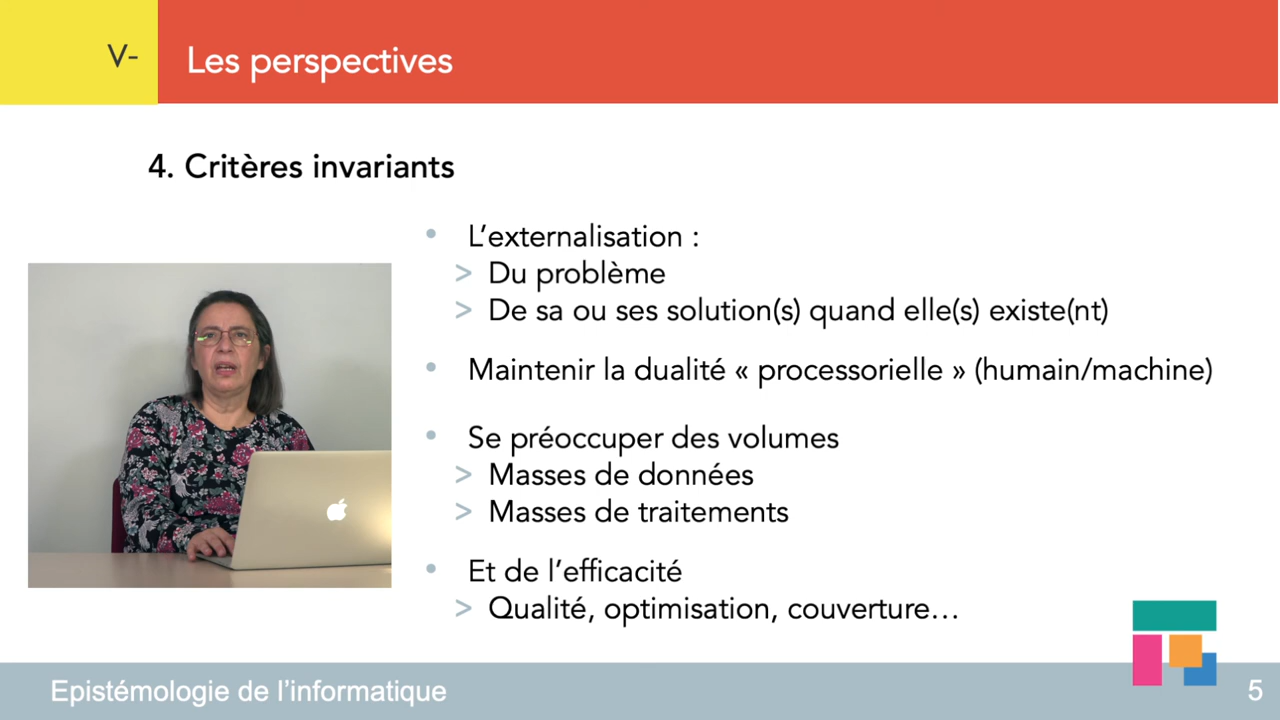 V-
Les perspectives
4. Critères invariants
• L’externalisation :
> Du problème
> De sa ou ses solution(s) quand elle(s) existe(nt)
• Maintenir la dualité « processorielle » (humain/machine)
• Se préoccuper des volumes
> Masses de données
> Masses de traitements
• Et de l’efficacité
> Qualité, optimisation, couverture…
Epistémologie de l’informatique
5